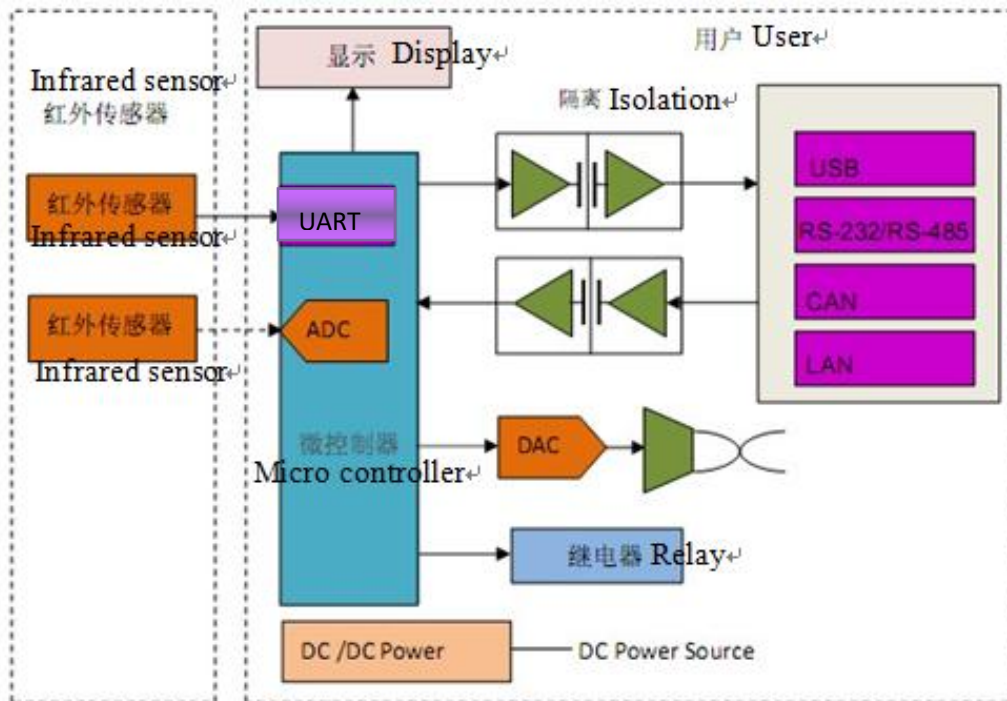 显示 Display↵
用户 User↵
Infrared sensor↵
红外传感器
隔离 Isolation↵
红外传感器
Infrared sensor↵
UART
USB
RS-232/RS-485
CAN
LAN
红外传感器
Infrared sensor↵
ADC
微控制器
Micro controller↵
DAC
继电器 Relay↵
DC /DC Power
DC Power Source